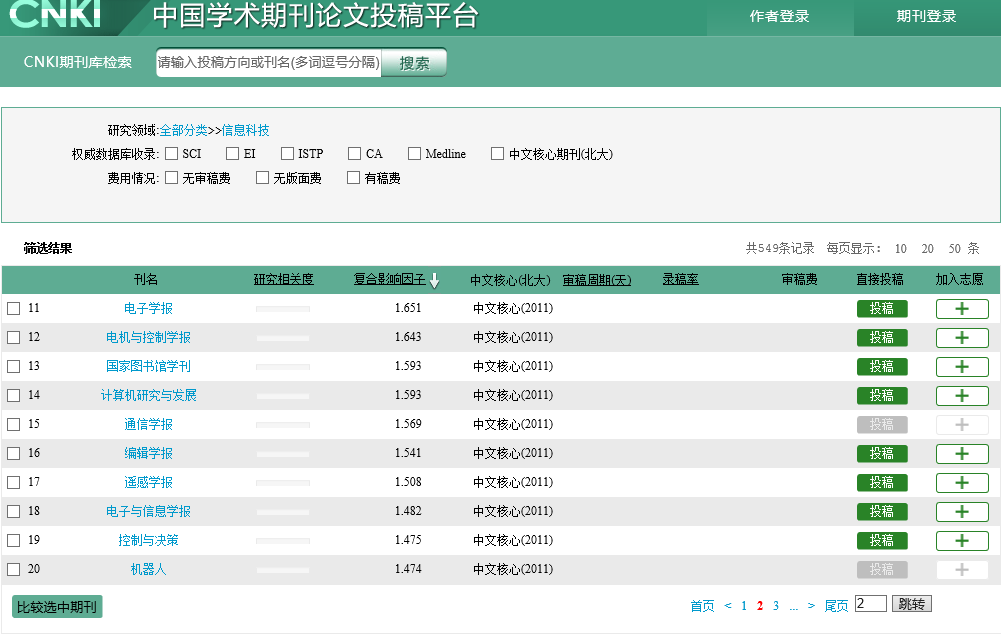 CNKI 中国学术期刊论文投稿平台 作者登录 期刊登录
CNKI期刊库检索 请输入投稿方向或刊名(多词逗号分隔) 搜索
研究领域:全部分类>>信息科技
权威数据库收录: SCI EI ISTP CA Medline 中文核心期刊(北大)
费用情况: 无审稿费 无版面费 有稿费
筛选结果 共549条记录 每页显示： 10 20 50 条
刊名 研究相关度 复合影响因子 中文核心(北大) 审稿周期(天) 录稿率 审稿费 直接投稿 加入志愿
11 电子学报 1.651 中文核心(2011) 投稿 +
12 电机与控制学报 1.643 中文核心(2011) 投稿 +
13 国家图书馆学刊 1.593 中文核心(2011) 投稿 +
14 计算机研究与发展 1.593 中文核心(2011) 投稿 +
15 通信学报 1.569 中文核心(2011) 投稿 +
16 编辑学报 1.541 中文核心(2011) 投稿 +
17 遥感学报 1.508 中文核心(2011) 投稿 +
18 电子与信息学报 1.482 中文核心(2011) 投稿 +
19 控制与决策 1.475 中文核心(2011) 投稿 +
20 机器人 1.474 中文核心(2011) 投稿 +
比较选中期刊 首页 < 1 2 3 ... > 尾页 2 跳转